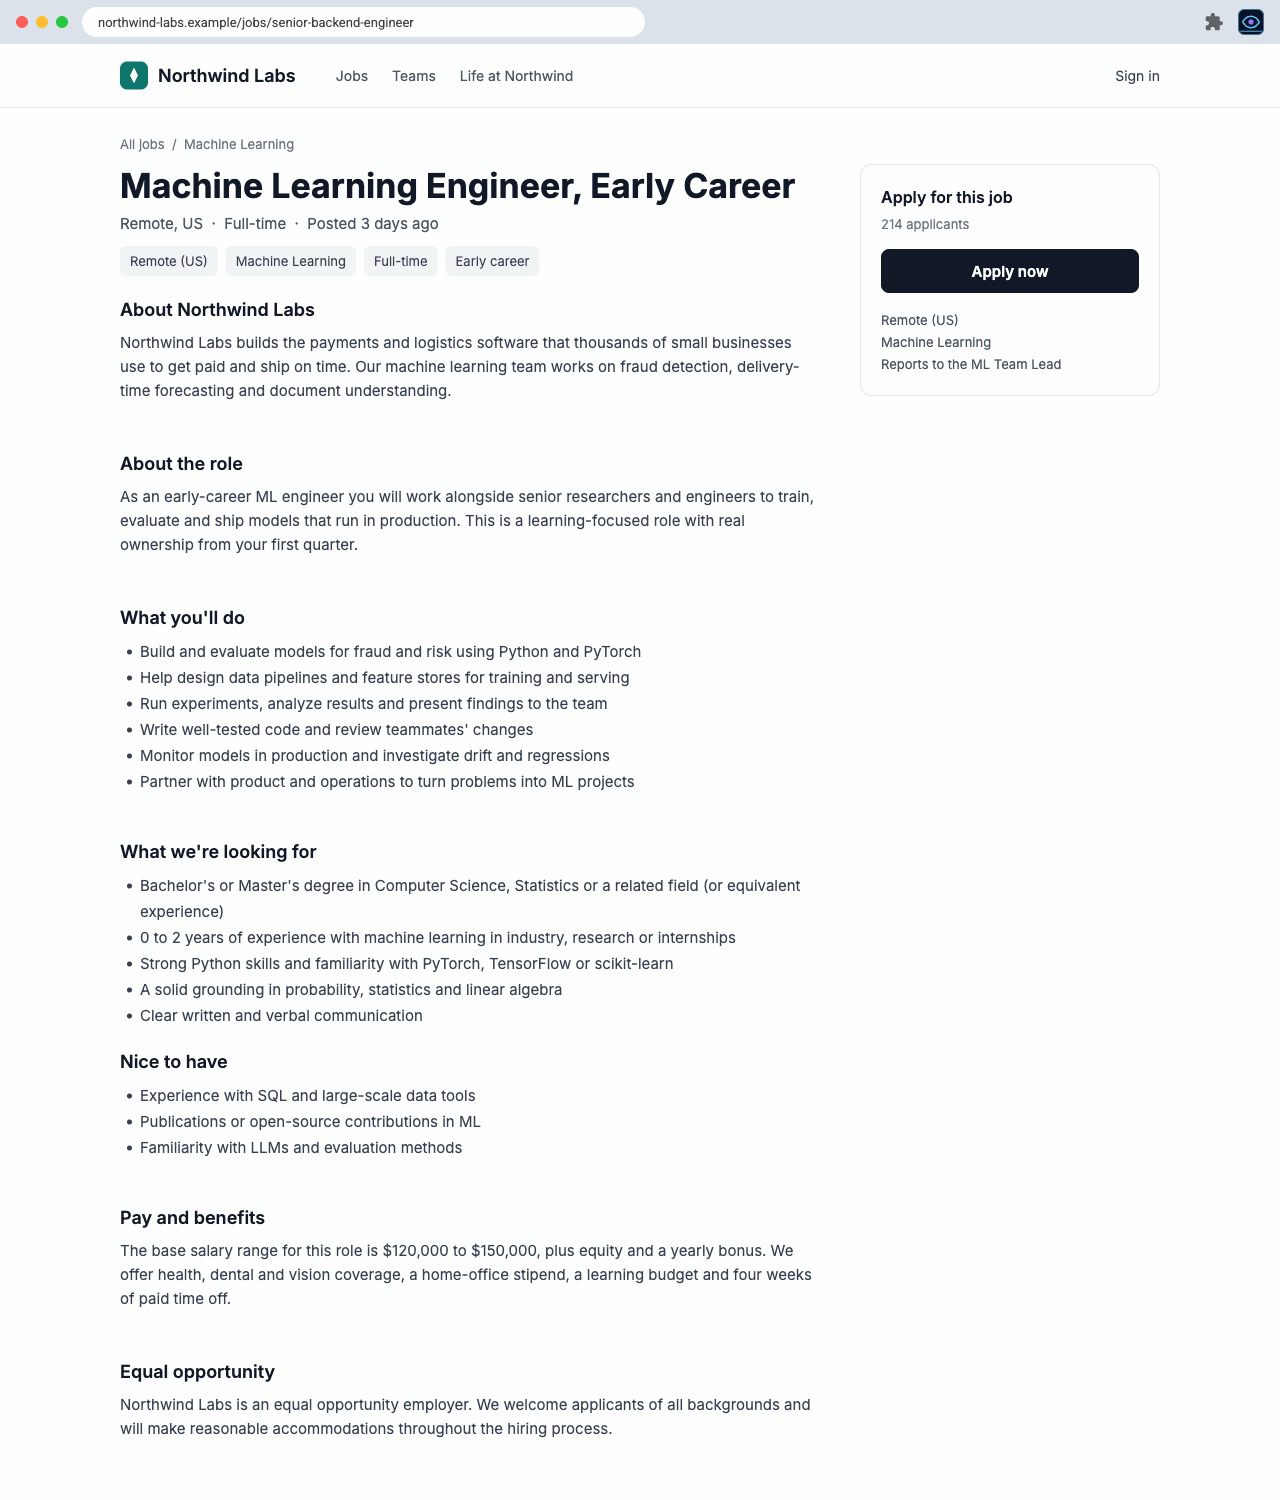 northwind-labs.example/jobs/senior-backend-engineer
Northwind Labs
Jobs
Teams
Life at Northwind
Sign in
All jobs / Machine Learning
Machine Learning Engineer, Early Career
Remote, US · Full-time · Posted 3 days ago
Remote (US)
Machine Learning
Full-time
Early career
About Northwind Labs
Northwind Labs builds the payments and logistics software that thousands of small businesses
use to get paid and ship on time. Our machine learning team works on fraud detection, delivery-
time forecasting and document understanding.
About the role
As an early-career ML engineer you will work alongside senior researchers and engineers to train,
evaluate and ship models that run in production. This is a learning-focused role with real
ownership from your first quarter.
What you'll do
• Build and evaluate models for fraud and risk using Python and PyTorch
• Help design data pipelines and feature stores for training and serving
• Run experiments, analyze results and present findings to the team
• Write well-tested code and review teammates' changes
• Monitor models in production and investigate drift and regressions
• Partner with product and operations to turn problems into ML projects
What we're looking for
• Bachelor's or Master's degree in Computer Science, Statistics or a related field (or equivalent
experience)
• 0 to 2 years of experience with machine learning in industry, research or internships
• Strong Python skills and familiarity with PyTorch, TensorFlow or scikit-learn
• A solid grounding in probability, statistics and linear algebra
• Clear written and verbal communication
Nice to have
• Experience with SQL and large-scale data tools
• Publications or open-source contributions in ML
• Familiarity with LLMs and evaluation methods
Pay and benefits
The base salary range for this role is $120,000 to $150,000, plus equity and a yearly bonus. We
offer health, dental and vision coverage, a home-office stipend, a learning budget and four weeks
of paid time off.
Equal opportunity
Northwind Labs is an equal opportunity employer. We welcome applicants of all backgrounds and
will make reasonable accommodations throughout the hiring process.
Apply for this job
214 applicants
Apply now
Remote (US)
Machine Learning
Reports to the ML Team Lead